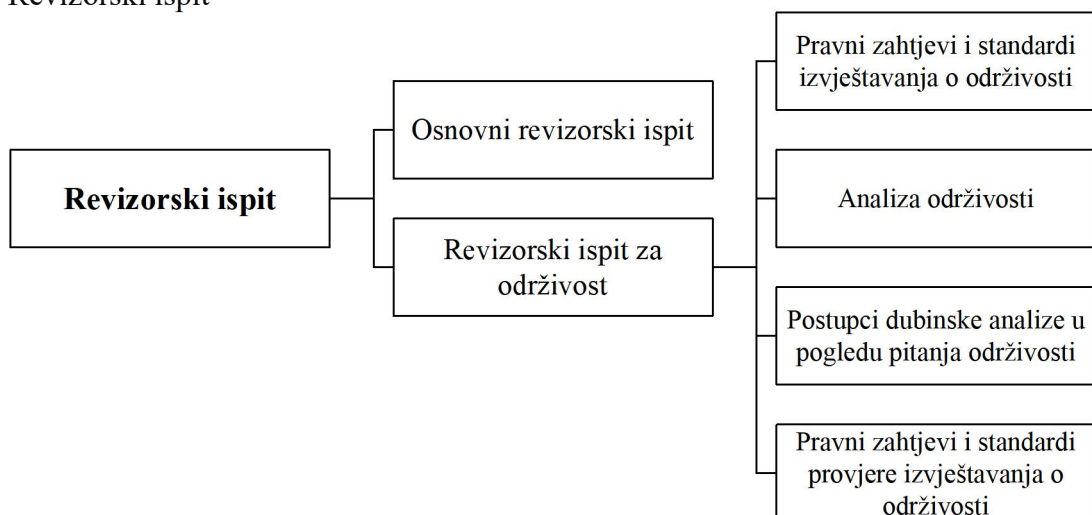 Revizorski ispit
Revizorski ispit
Osnovni revizorski ispit
Revizorski ispit za
održivost
Pravni zahtjevi i standardi
izvještavanja o održivosti
Analiza održivosti
Postupci dubinske analize u
pogledu pitanja održivosti
Pravni zahtjevi i standardi
provjere izvještavanja o
održivosti